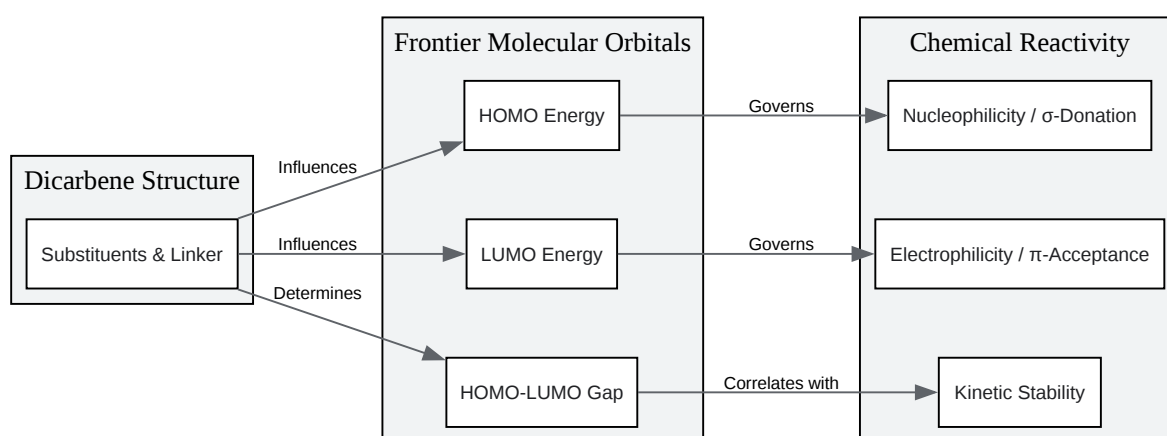 Dicarbene Structure
Substituents & Linker
Influences
Influences
Determines
Frontier Molecular Orbitals
HOMO Energy
LUMO Energy
HOMO-LUMO Gap
Governs
Governs
Correlates with
Chemical Reactivity
Nucleophilicity / σ-Donation
Electrophilicity / π-Acceptance
Kinetic Stability